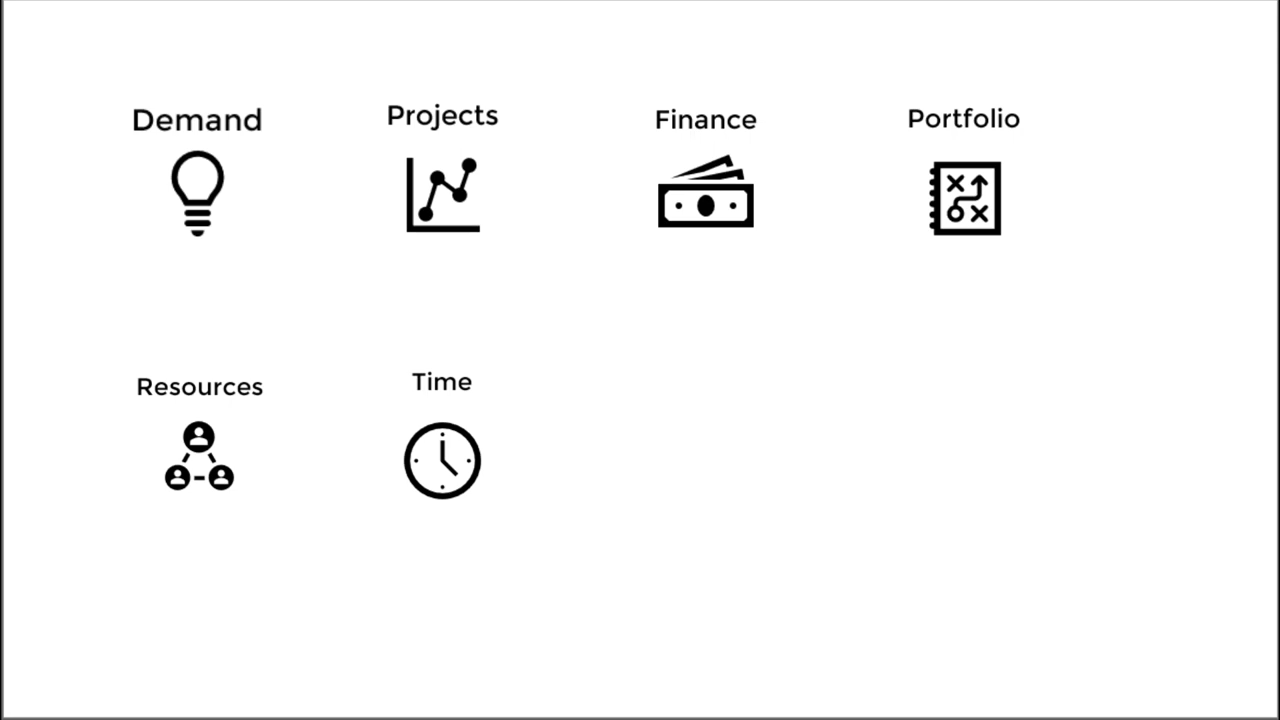 Demand
Projects
Finance
Portfolio
Resources
Time